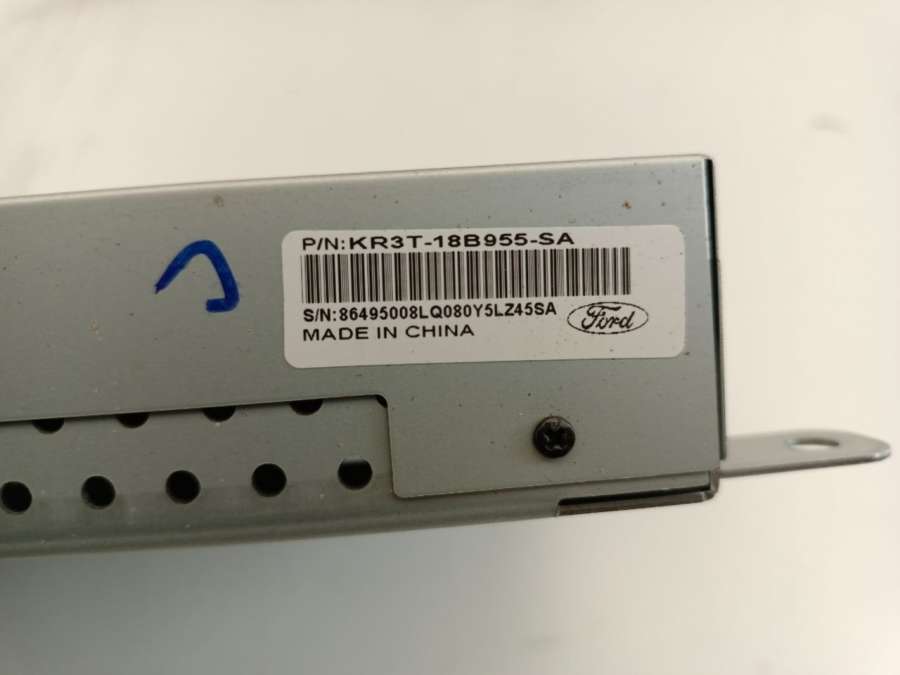 P/N:KR3T-18B955-SA
S/N:86495008LQ080Y5LZ45SA
Ford
MADE IN CHINA